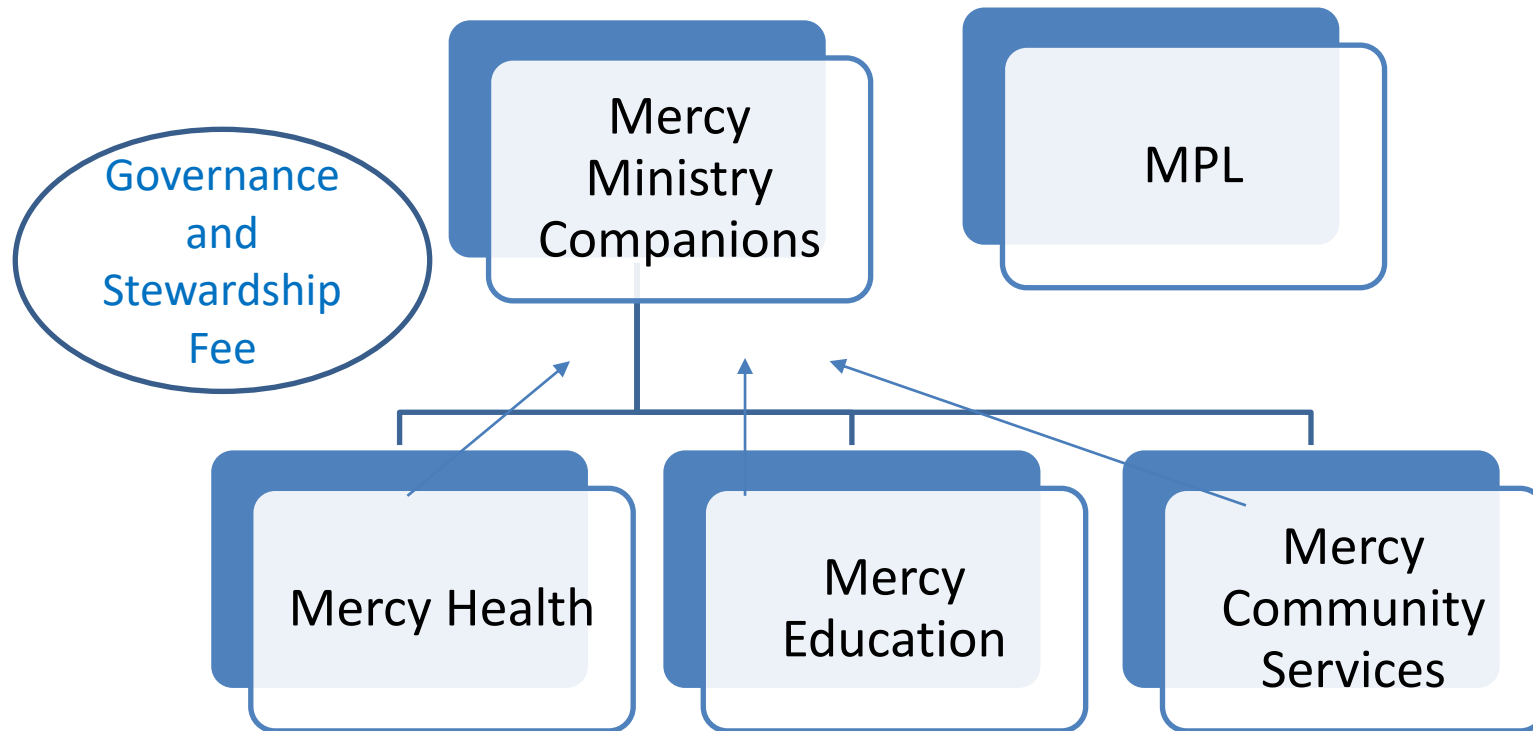 Governance
and
Stewardship
Fee
Mercy
Ministry
Companions
MPL
Mercy Health
Mercy
Education
Mercy
Community
Services